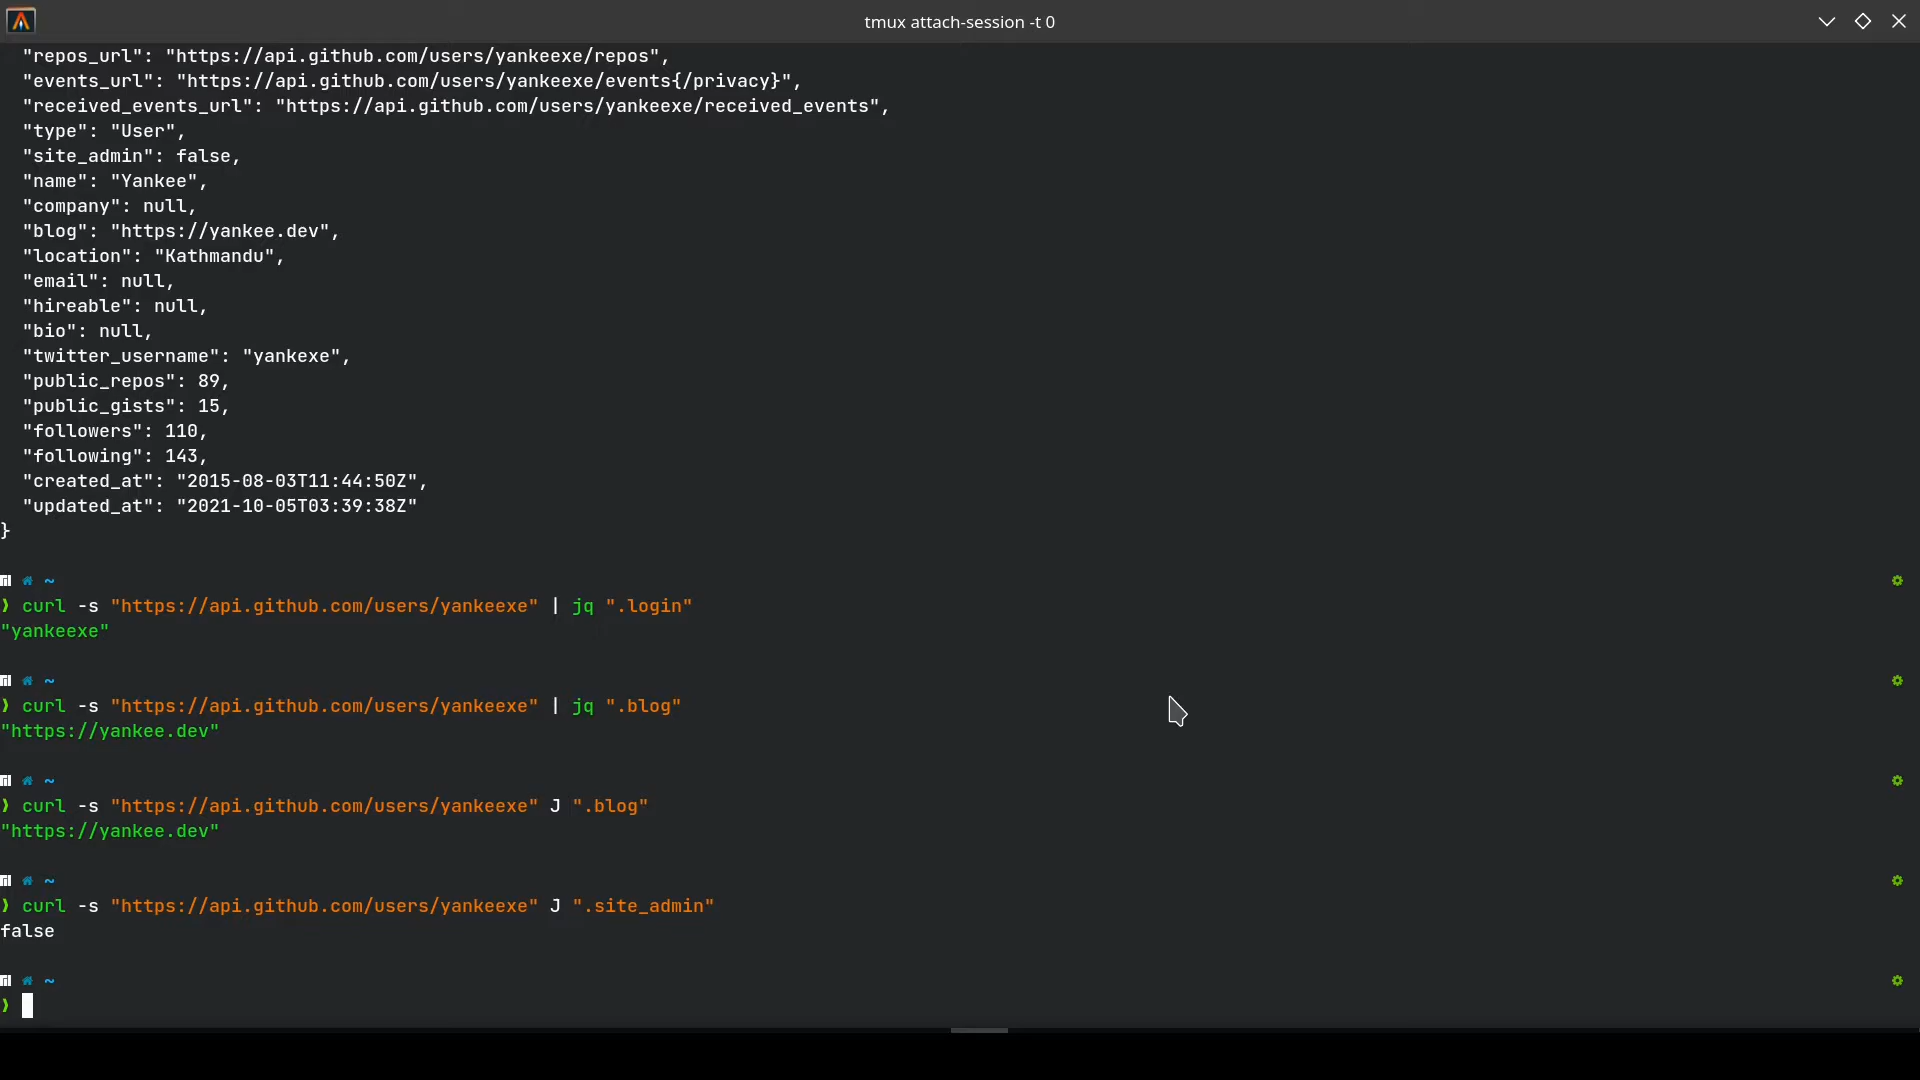 tmux attach-session -t 0
"repos_url": "https://api.github.com/users/yankeexe/repos",
"events_url": "https://api.github.com/users/yankeexe/events{/privacy}",
"received_events_url": "https://api.github.com/users/yankeexe/received_events",
"type": "User",
"site_admin": false,
"name": "Yankee",
"company": null,
"blog": "https://yankee.dev",
"location": "Kathmandu",
"email": null,
"hireable": null,
"bio": null,
"twitter_username": "yankexe",
"public_repos": 89,
"public_gists": 15,
"followers": 110,
"following": 143,
"created_at": "2015-08-03T11:44:50Z",
"updated_at": "2021-10-05T03:39:38Z"
}
~
❯ curl -s "https://api.github.com/users/yankeexe" | jq ".login"
"yankeexe"
~
❯ curl -s "https://api.github.com/users/yankeexe" | jq ".blog"
"https://yankee.dev"
~
❯ curl -s "https://api.github.com/users/yankeexe" J ".blog"
"https://yankee.dev"
~
❯ curl -s "https://api.github.com/users/yankeexe" J ".site_admin"
false
~
❯